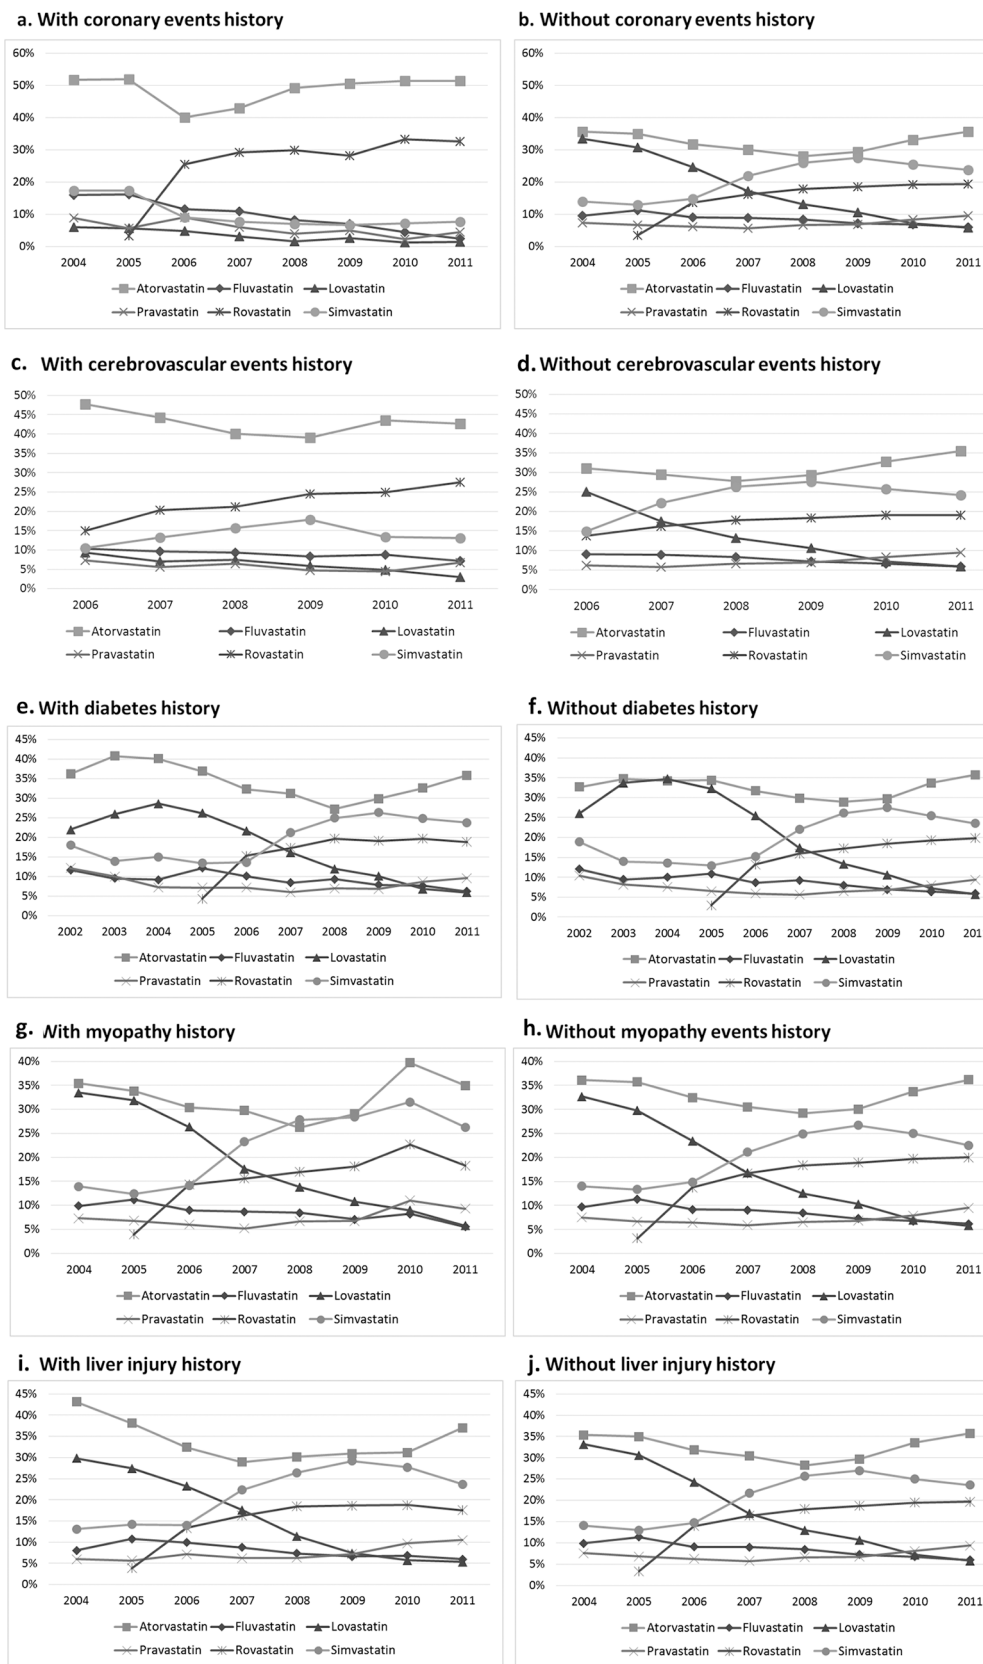 a. With coronary events history
60%
50%
40%
30%
20%
10%
0%
2004 2005 2006 2007 2008 2009 2010 2011
Atorvastatin Fluvastatin Lovastatin
Pravastatin Rovastatin Simvastatin
b. Without coronary events history
60%
50%
40%
30%
20%
10%
0%
2004 2005 2006 2007 2008 2009 2010 2011
Atorvastatin Fluvastatin Lovastatin
Pravastatin Rovastatin Simvastatin
c. With cerebrovascular events history
50%
45%
40%
35%
30%
25%
20%
15%
10%
5%
0%
2006 2007 2008 2009 2010 2011
Atorvastatin Fluvastatin Lovastatin
Pravastatin Rovastatin Simvastatin
d. Without cerebrovascular events history
50%
45%
40%
35%
30%
25%
20%
15%
10%
5%
0%
2006 2007 2008 2009 2010 2011
Atorvastatin Fluvastatin Lovastatin
Pravastatin Rovastatin Simvastatin
e. With diabetes history
45%
40%
35%
30%
25%
20%
15%
10%
5%
0%
2002 2003 2004 2005 2006 2007 2008 2009 2010 2011
Atorvastatin Fluvastatin Lovastatin
Pravastatin Rovastatin Simvastatin
f. Without diabetes history
45%
40%
35%
30%
25%
20%
15%
10%
5%
0%
2002 2003 2004 2005 2006 2007 2008 2009 2010 201
Atorvastatin Fluvastatin Lovastatin
Pravastatin Rovastatin Simvastatin
g. With myopathy history
40%
35%
30%
25%
20%
15%
10%
5%
0%
2004 2005 2006 2007 2008 2009 2010 2011
Atorvastatin Fluvastatin Lovastatin
Pravastatin Rovastatin Simvastatin
h. Without myopathy events history
40%
35%
30%
25%
20%
15%
10%
5%
0%
2004 2005 2006 2007 2008 2009 2010 2011
Atorvastatin Fluvastatin Lovastatin
Pravastatin Rovastatin Simvastatin
i. With liver injury history
45%
40%
35%
30%
25%
20%
15%
10%
5%
0%
2004 2005 2006 2007 2008 2009 2010 2011
Atorvastatin Fluvastatin Lovastatin
Pravastatin Rovastatin Simvastatin
j. Without liver injury history
45%
40%
35%
30%
25%
20%
15%
10%
5%
0%
2004 2005 2006 2007 2008 2009 2010 2011
Atorvastatin Fluvastatin Lovastatin
Pravastatin Rovastatin Simvastatin